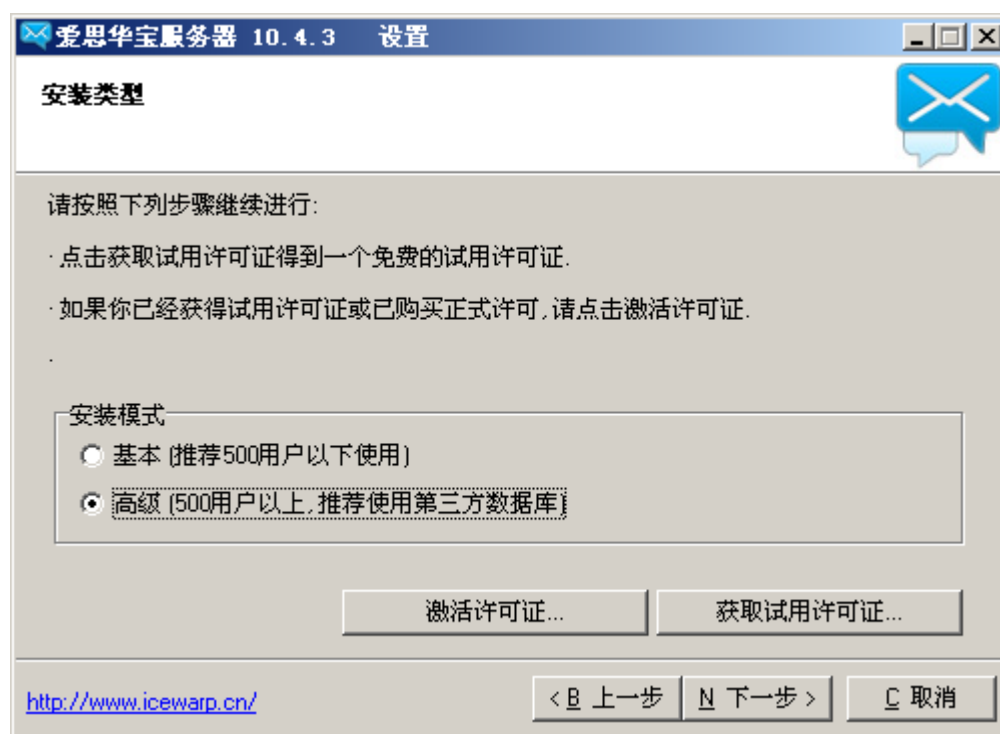 爱思华宝服务器 10.4.3 设置
安装类型
请按照下列步骤继续进行:
·点击获取试用许可证得到一个免费的试用许可证.
·如果你已经获得试用许可证或已购买正式许可,请点击激活许可证.
.
安装模式
基本 (推荐500用户以下使用)
高级 (500用户以上,推荐使用第三方数据库)
激活许可证... 获取试用许可证...
http://www.icewarp.cn/ < B 上一步 N 下一步 > C 取消